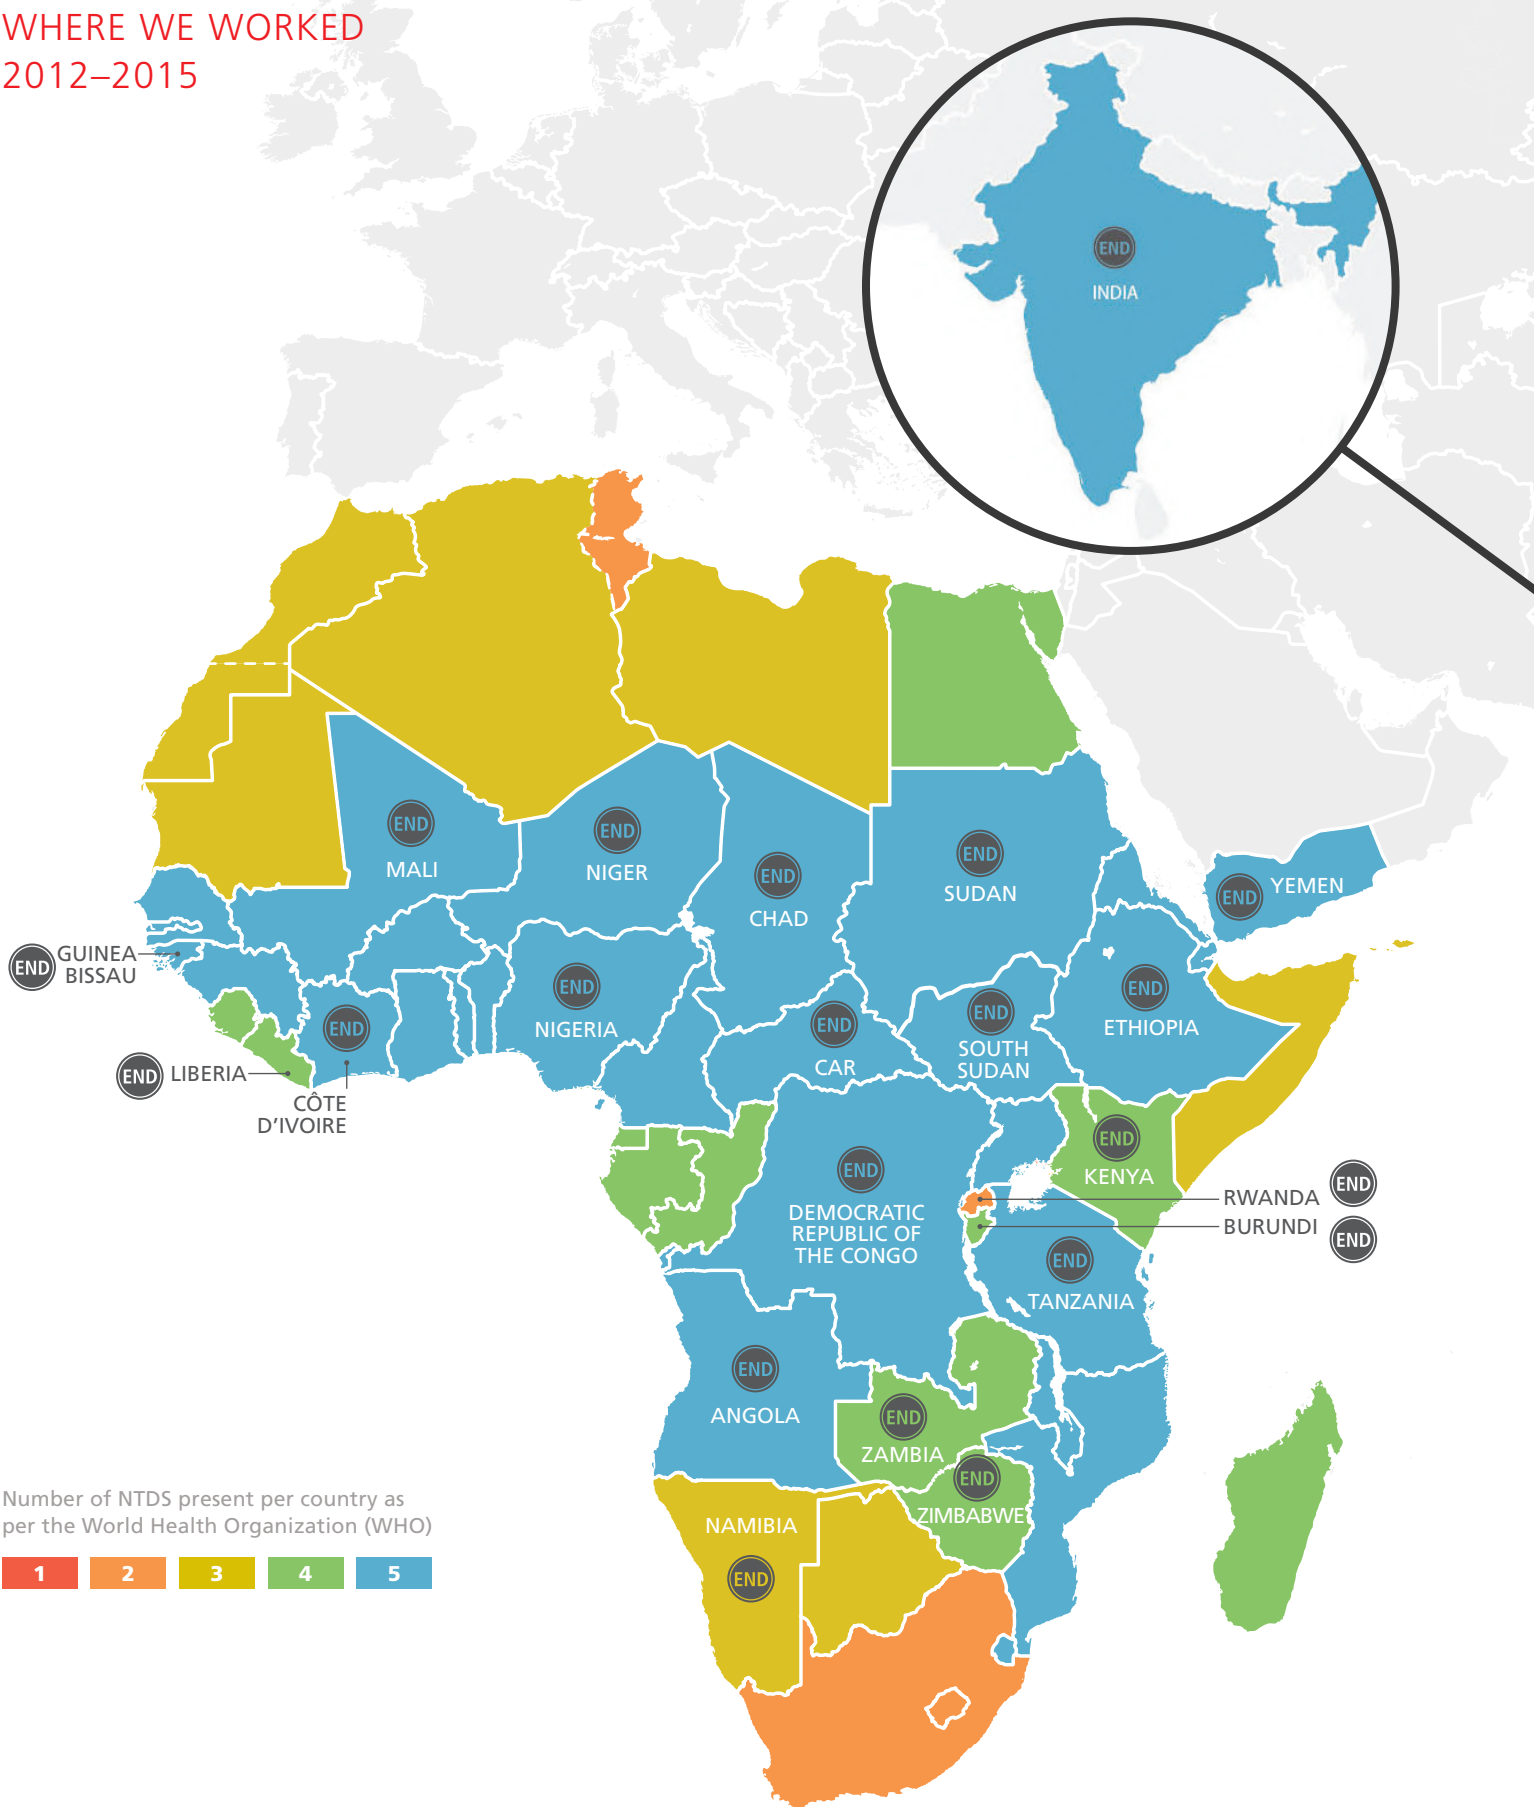 WHERE WE WORKED
2012–2015
END
INDIA
END
MALI
END
NIGER
END
CHAD
END
SUDAN
END
YEMEN
END
GUINEA
BISSAU
END
NIGERIA
END
ETHIOPIA
END
CÔTE
D’IVOIRE
END
LIBERIA
END
CAR
END
SOUTH
SUDAN
END
KENYA
END
DEMOCRATIC
REPUBLIC OF
THE CONGO
RWANDA
END
BURUNDI
END
END
TANZANIA
END
ANGOLA
END
ZAMBIA
END
ZIMBABWE
NAMIBIA
END
Number of NTDS present per country as
per the World Health Organization (WHO)
1 2 3 4 5